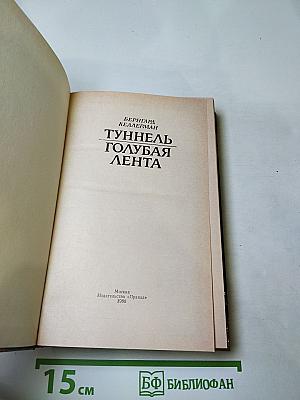 БЕРНГАРД
КЕЛЛЕРМАН
ТУННЕЛЬ
ГОЛУБАЯ
ЛЕНТА
Москва
Издательство «Правда»
15 см
БФ БИБЛИОФАН